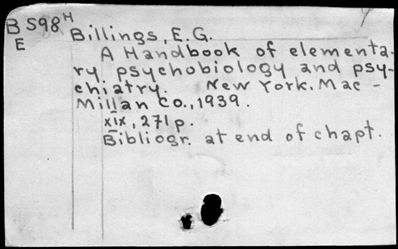 B S98H Billings, E.G.
E
A Handbook of elementa-
ry psychobiology and psy-
chiatry. New York. Mac-
Millan Co., 1939.
xix, 271 p.
Bibliogr. at end of chapt.